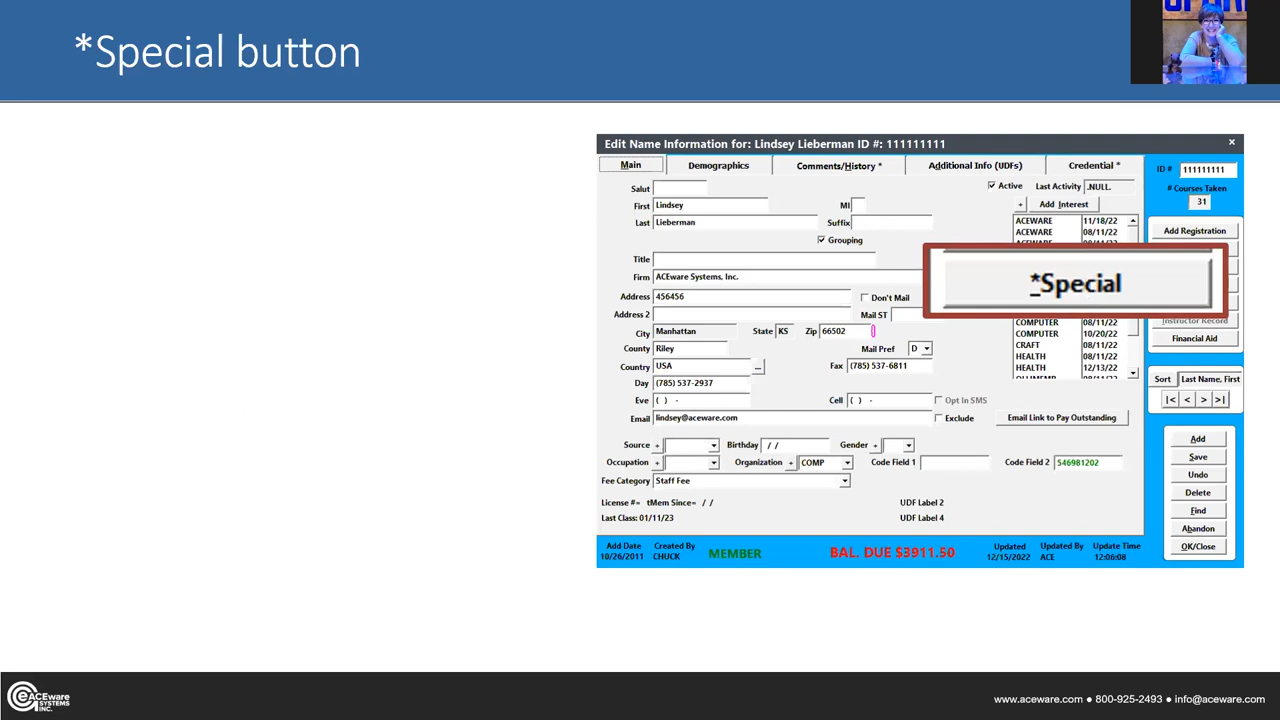 *Special button
Edit Name Information for: Lindsey Lieberman ID #: 111111111
×
Main
Demographics
Comments/History *
Additional Info (UDFs)
Credential *
ID #
111111111
# Courses Taken
31
Salut
Active
Last Activity
.NULL.
First
Lindsey
MI
+
Add Interest
Last
Lieberman
Suffix
ACEWARE
11/18/22
ACEWARE
08/11/22
Grouping
Add Registration
Title
Firm
ACEware Systems, Inc.
*Special
Address
456456
Don't Mail
Address 2
Mail ST
City
Manhattan
State
KS
Zip
66502
COMPUTER
08/11/22
COMPUTER
10/20/22
CRAFT
08/11/22
HEALTH
08/11/22
HEALTH
12/13/22
Instructor Record
Financial Aid
County
Riley
Mail Pref
D
Country
USA
...
Fax
(785) 537-6811
Day
(785) 537-2937
Sort
Last Name, First
|<
<
>
>|
Eve
( ) -
Cell
( ) -
Opt In SMS
Email
lindsey@aceware.com
Exclude
Email Link to Pay Outstanding
Source
+
Birthday
/ /
Gender
+
Occupation
+
Organization
+
COMP
Code Field 1
Code Field 2
546981202
Fee Category
Staff Fee
License #= tMem Since= / /
UDF Label 2
Last Class: 01/11/23
UDF Label 4
Add
Save
Undo
Delete
Find
Abandon
OK/Close
Add Date
10/26/2011
Created By
CHUCK
MEMBER
BAL. DUE $3911.50
Updated
12/15/2022
Updated By
ACE
Update Time
12:06:08
ACEware
SYSTEMS
INC.
www.aceware.com ● 800-925-2493 ● info@aceware.com